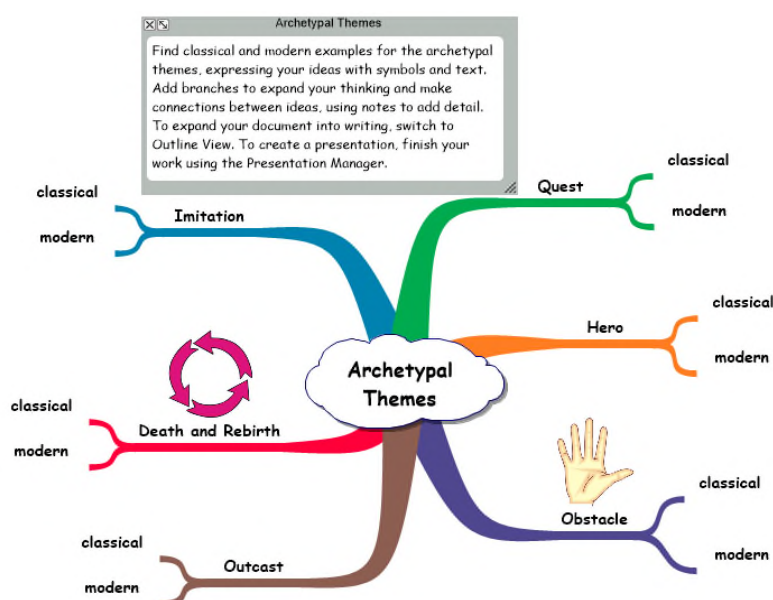 Archetypal Themes
Find classical and modern examples for the archetypal
themes, expressing your ideas with symbols and text.
Add branches to expand your thinking and make
connections between ideas, using notes to add detail.
To expand your document into writing, switch to
Outline View. To create a presentation, finish your
work using the Presentation Manager.
classical
Quest
modern
classical
Imitation
modern
classical
Hero
modern
Archetypal
Themes
classical
Death and Rebirth
modern
classical
Obstacle
modern
classical
Outcast
modern